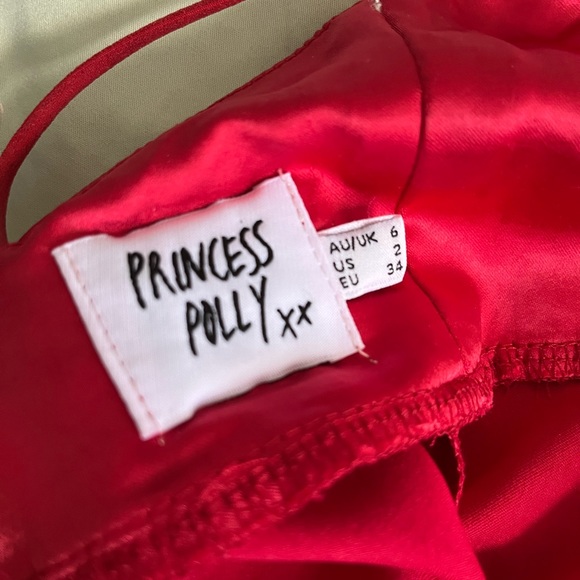 PRINCESS
POLLY xx
AU/UK 6
US 2
EU 34